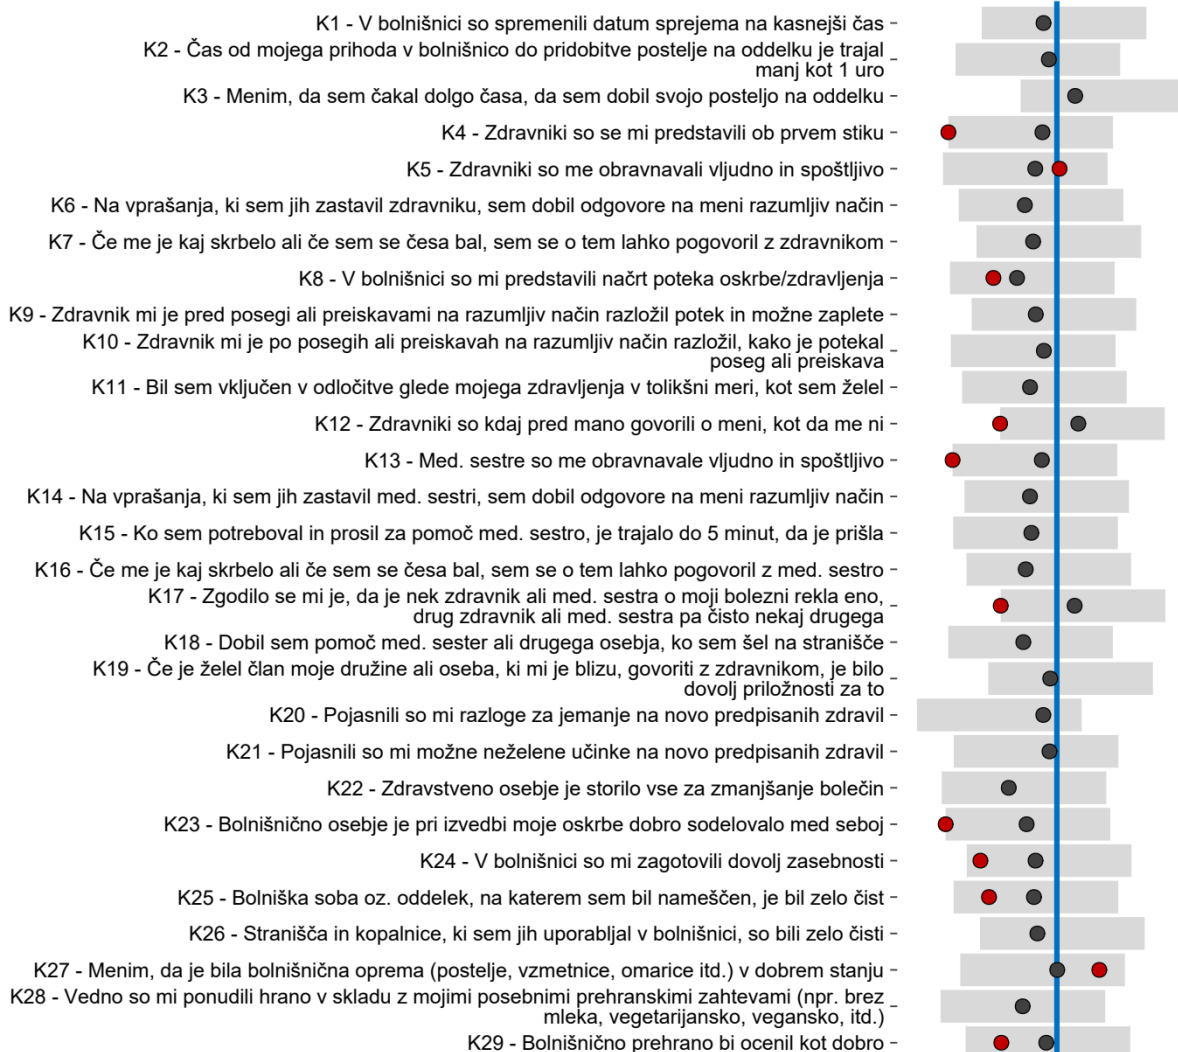 K1 - V bolnišnici so spremenili datum sprejema na kasnejši čas
K2 - Čas od mojega prihoda v bolnišnico do pridobitve postelje na oddelku je trajal
manj kot 1 uro
K3 - Menim, da sem čakal dolgo časa, da sem dobil svojo posteljo na oddelku
K4 - Zdravniki so se mi predstavili ob prvem stiku
K5 - Zdravniki so me obravnavali vljudno in spoštljivo
K6 - Na vprašanja, ki sem jih zastavil zdravniku, sem dobil odgovore na meni razumljiv način
K7 - Če me je kaj skrbelo ali če sem se česa bal, sem se o tem lahko pogovoril z zdravnikom
K8 - V bolnišnici so mi predstavili načrt poteka oskrbe/zdravljenja
K9 - Zdravnik mi je pred posegi ali preiskavami na razumljiv način razložil potek in možne zaplete
K10 - Zdravnik mi je po posegih ali preiskavah na razumljiv način razložil, kako je potekal
poseg ali preiskava
K11 - Bil sem vključen v odločitve glede mojega zdravljenja v tolikšni meri, kot sem želel
K12 - Zdravniki so kdaj pred mano govorili o meni, kot da me ni
K13 - Med. sestre so me obravnavale vljudno in spoštljivo
K14 - Na vprašanja, ki sem jih zastavil med. sestri, sem dobil odgovore na meni razumljiv način
K15 - Ko sem potreboval in prosil za pomoč med. sestro, je trajalo do 5 minut, da je prišla
K16 - Če me je kaj skrbelo ali če sem se česa bal, sem se o tem lahko pogovoril z med. sestro
K17 - Zgodilo se mi je, da je nek zdravnik ali med. sestra o moji bolezni rekla eno,
drug zdravnik ali med. sestra pa čisto nekaj drugega
K18 - Dobil sem pomoč med. sester ali drugega osebja, ko sem šel na stranišče
K19 - Če je želel član moje družine ali oseba, ki mi je blizu, govoriti z zdravnikom, je bilo
dovolj priložnosti za to
K20 - Pojasnili so mi razloge za jemanje na novo predpisanih zdravil
K21 - Pojasnili so mi možne neželene učinke na novo predpisanih zdravil
K22 - Zdravstveno osebje je storilo vse za zmanjšanje bolečin
K23 - Bolnišnično osebje je pri izvedbi moje oskrbe dobro sodelovalo med seboj
K24 - V bolnišnici so mi zagotovili dovolj zasebnosti
K25 - Bolniška soba oz. oddelek, na katerem sem bil nameščen, je bil zelo čist
K26 - Stranišča in kopalnice, ki sem jih uporabljal v bolnišnici, so bili zelo čisti
K27 - Menim, da je bila bolnišnična oprema (postelje, vzmetnice, omarice itd.) v dobrem stanju
K28 - Vedno so mi ponudili hrano v skladu z mojimi posebnimi prehranskimi zahtevami (npr. brez
mleka, vegetarijansko, vegansko, itd.)
K29 - Bolnišnično prehrano bi ocenil kot dobro